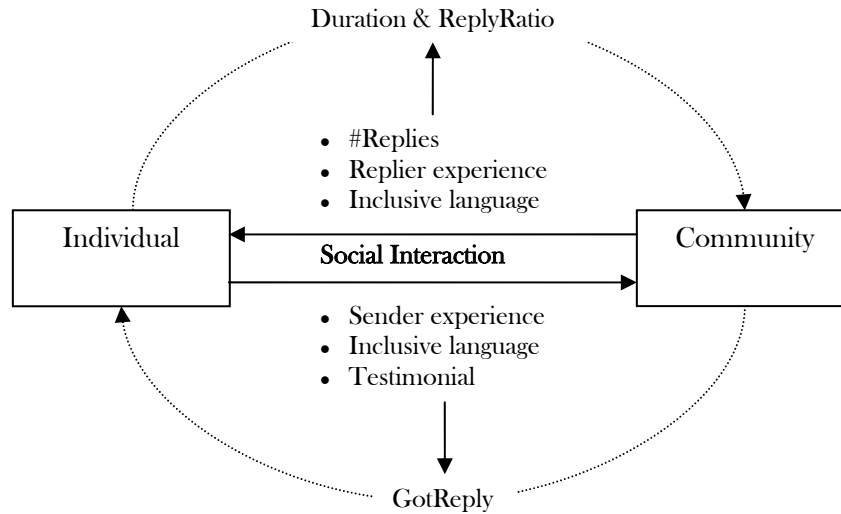 Duration & ReplyRatio
● #Replies
● Replier experience
● Inclusive language
Individual
Community
Social Interaction
● Sender experience
● Inclusive language
● Testimonial
GotReply